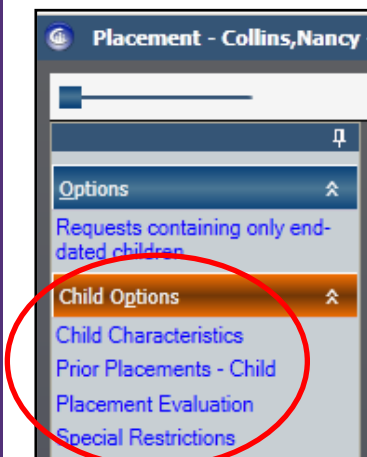 Placement - Collins,Nancy
Options
Requests containing only end-
dated children
Child Options
Child Characteristics
Prior Placements - Child
Placement Evaluation
Special Restrictions